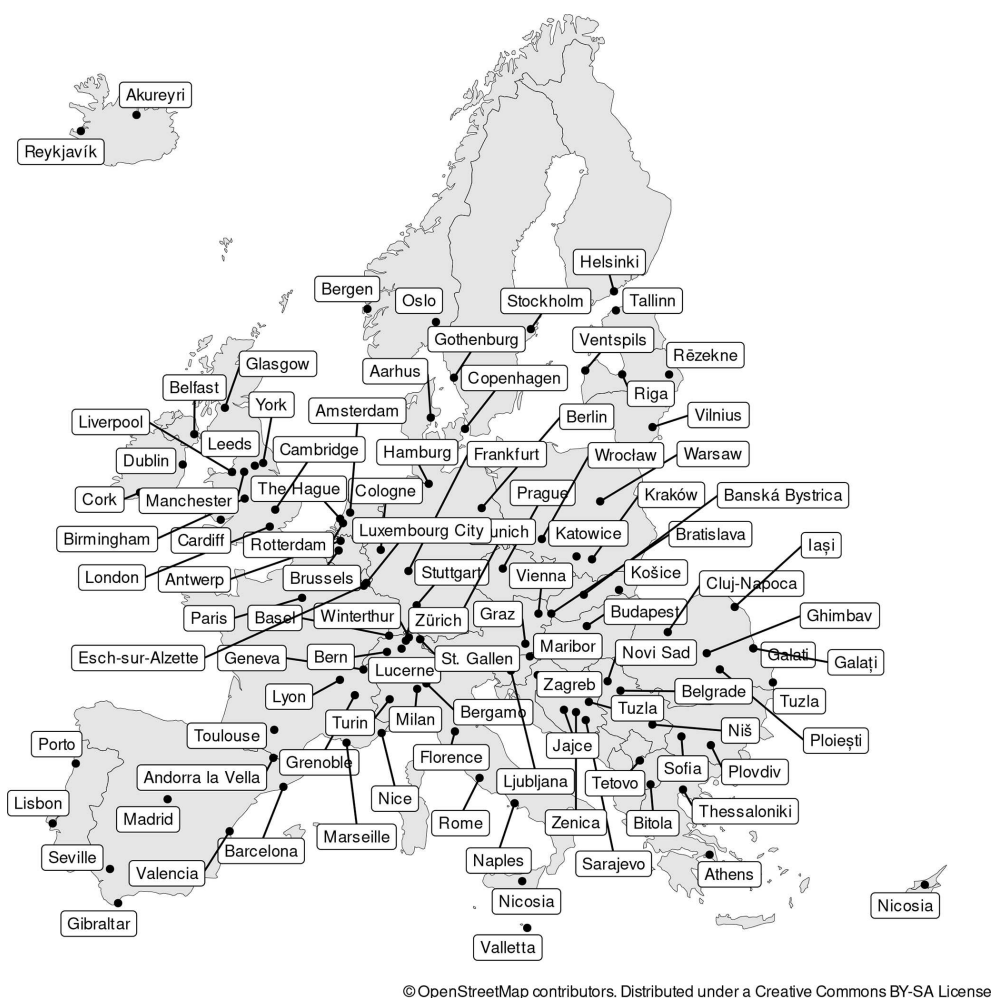 Akureyri
Reykjavík
Helsinki
Bergen
Oslo
Stockholm
Tallinn
Gothenburg
Ventspils
Rēzekne
Glasgow
Aarhus
Copenhagen
Belfast
Riga
York
Amsterdam
Berlin
Vilnius
Liverpool
Leeds
Cambridge
Hamburg
Frankfurt
Wrocław
Warsaw
Dublin
The Hague
Cologne
Prague
Kraków
Banská Bystrica
Cork
Manchester
Birmingham
Cardiff
Rotterdam
Luxembourg City
unich
Katowice
Bratislava
Iași
London
Antwerp
Brussels
Stuttgart
Vienna
Košice
Cluj-Napoca
Paris
Basel
Winterthur
Zürich
Graz
Budapest
Ghimbav
Esch-sur-Alzette
Geneva
Bern
St. Gallen
Maribor
Novi Sad
Galati
Galați
Lucerne
Lyon
Zagreb
Belgrade
Tuzla
Turin
Milan
Bergamo
Tuzla
Toulouse
Niš
Ploiești
Porto
Jajce
Andorra la Vella
Grenoble
Florence
Ljubljana
Tetovo
Sofia
Plovdiv
Lisbon
Madrid
Nice
Marseille
Rome
Zenica
Bitola
Thessaloniki
Seville
Valencia
Barcelona
Naples
Sarajevo
Athens
Gibraltar
Nicosia
Nicosia
Valletta
© OpenStreetMap contributors. Distributed under a Creative Commons BY-SA License